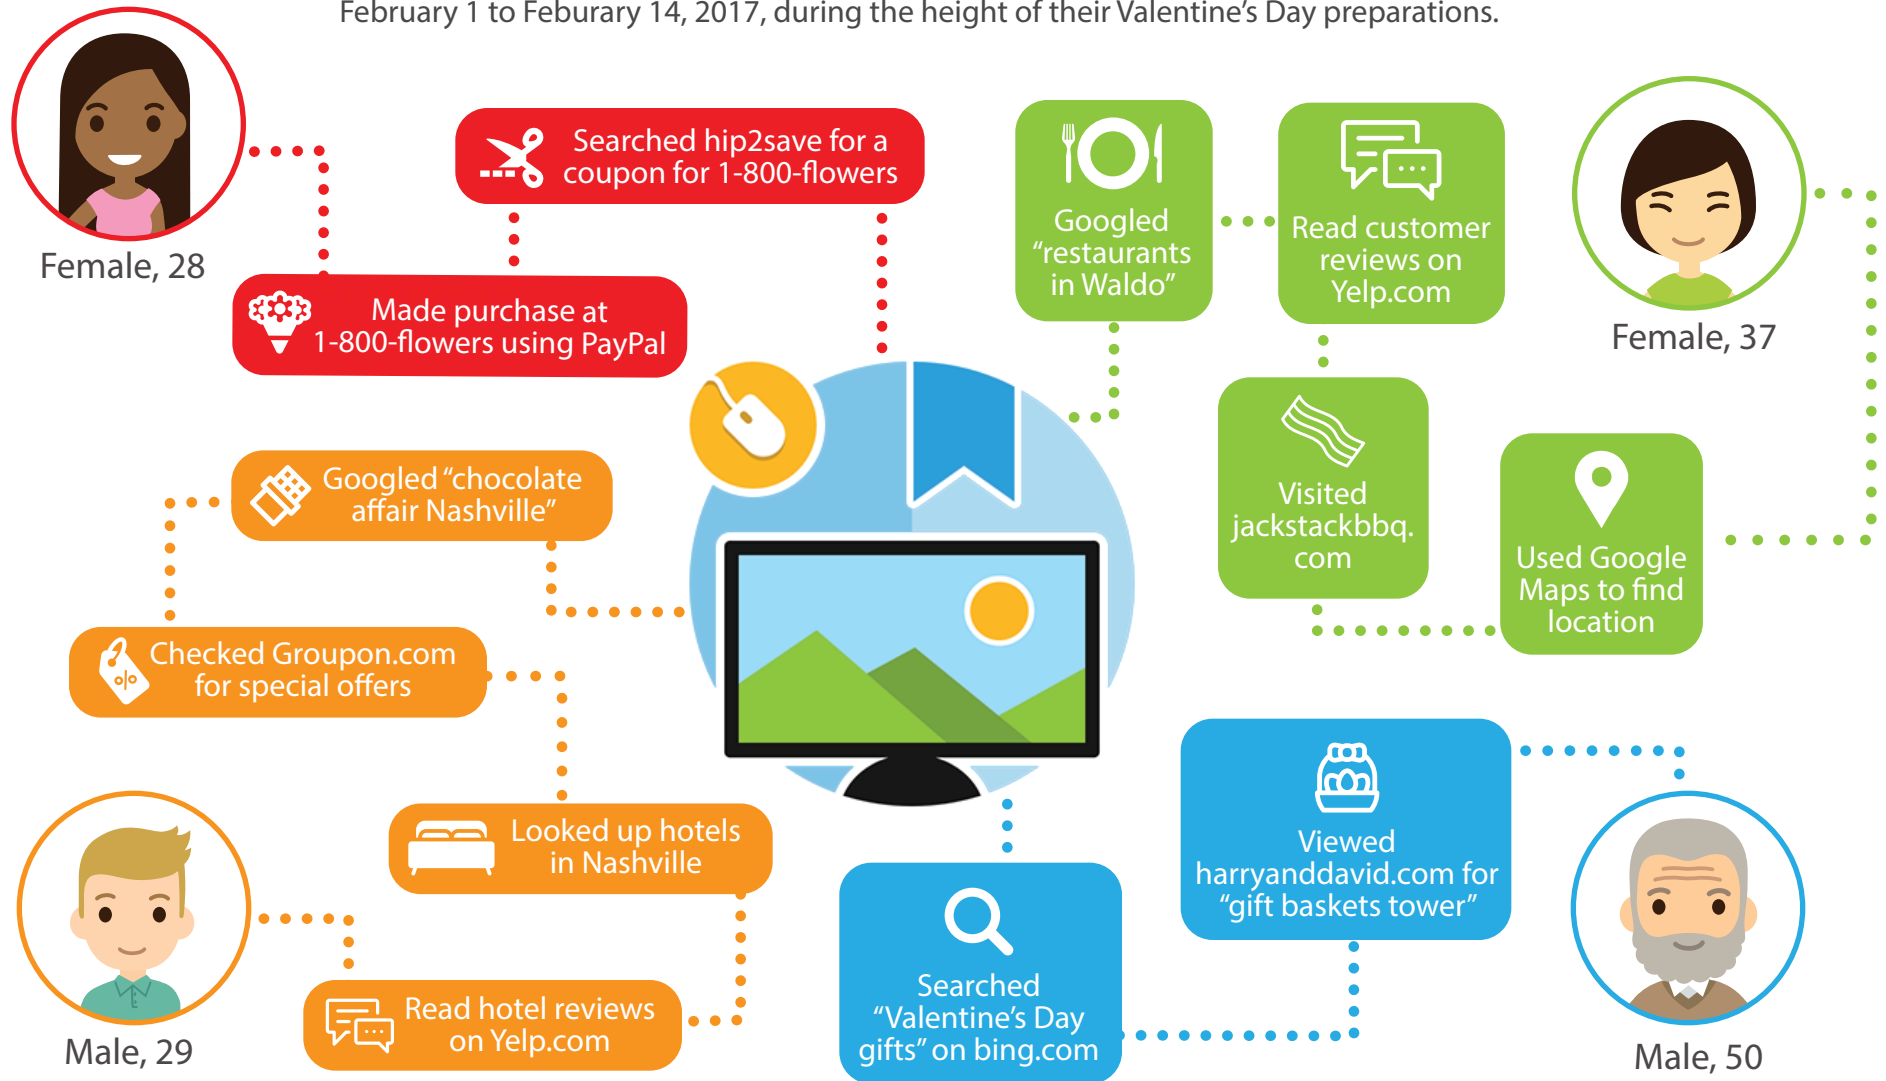 February 1 to Feburary 14, 2017, during the height of their Valentine’s Day preparations.
Female, 28
Searched hip2save for a
coupon for 1-800-flowers
Made purchase at
1-800-flowers using PayPal
Googled
“restaurants
in Waldo”
Read customer
reviews on
Yelp.com
Female, 37
Visited
jackstackbbq.
com
Used Google
Maps to find
location
Googled “chocolate
affair Nashville”
Checked Groupon.com
for special offers
%
Looked up hotels
in Nashville
Read hotel reviews
on Yelp.com
Male, 29
Searched
“Valentine’s Day
gifts” on bing.com
Viewed
harryanddavid.com for
“gift baskets tower”
Male, 50